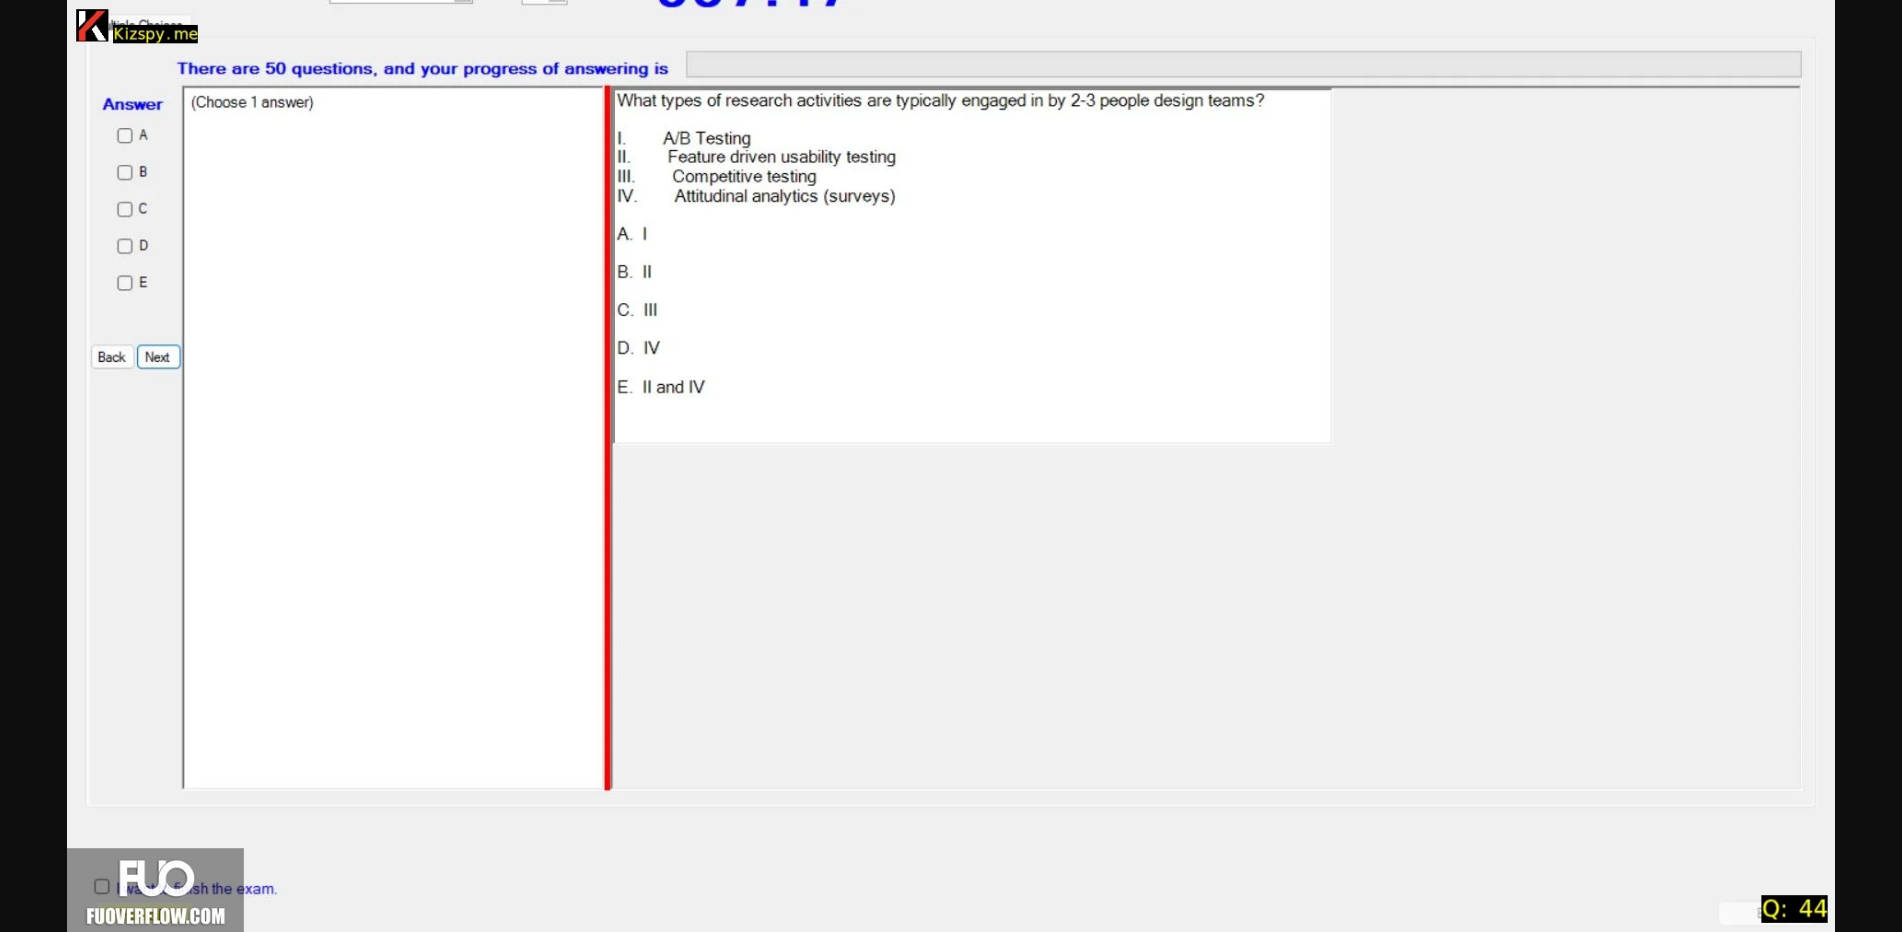 Kizspy.me
There are 50 questions, and your progress of answering is
Answer
(Choose 1 answer)
A
B
C
D
E
Back
Next
What types of research activities are typically engaged in by 2-3 people design teams?
I. A/B Testing
II. Feature driven usability testing
III. Competitive testing
IV. Attitudinal analytics (surveys)
A. I
B. II
C. III
D. IV
E. II and IV
FUO
FUOVERFLOW.COM
the exam.
Q: 44